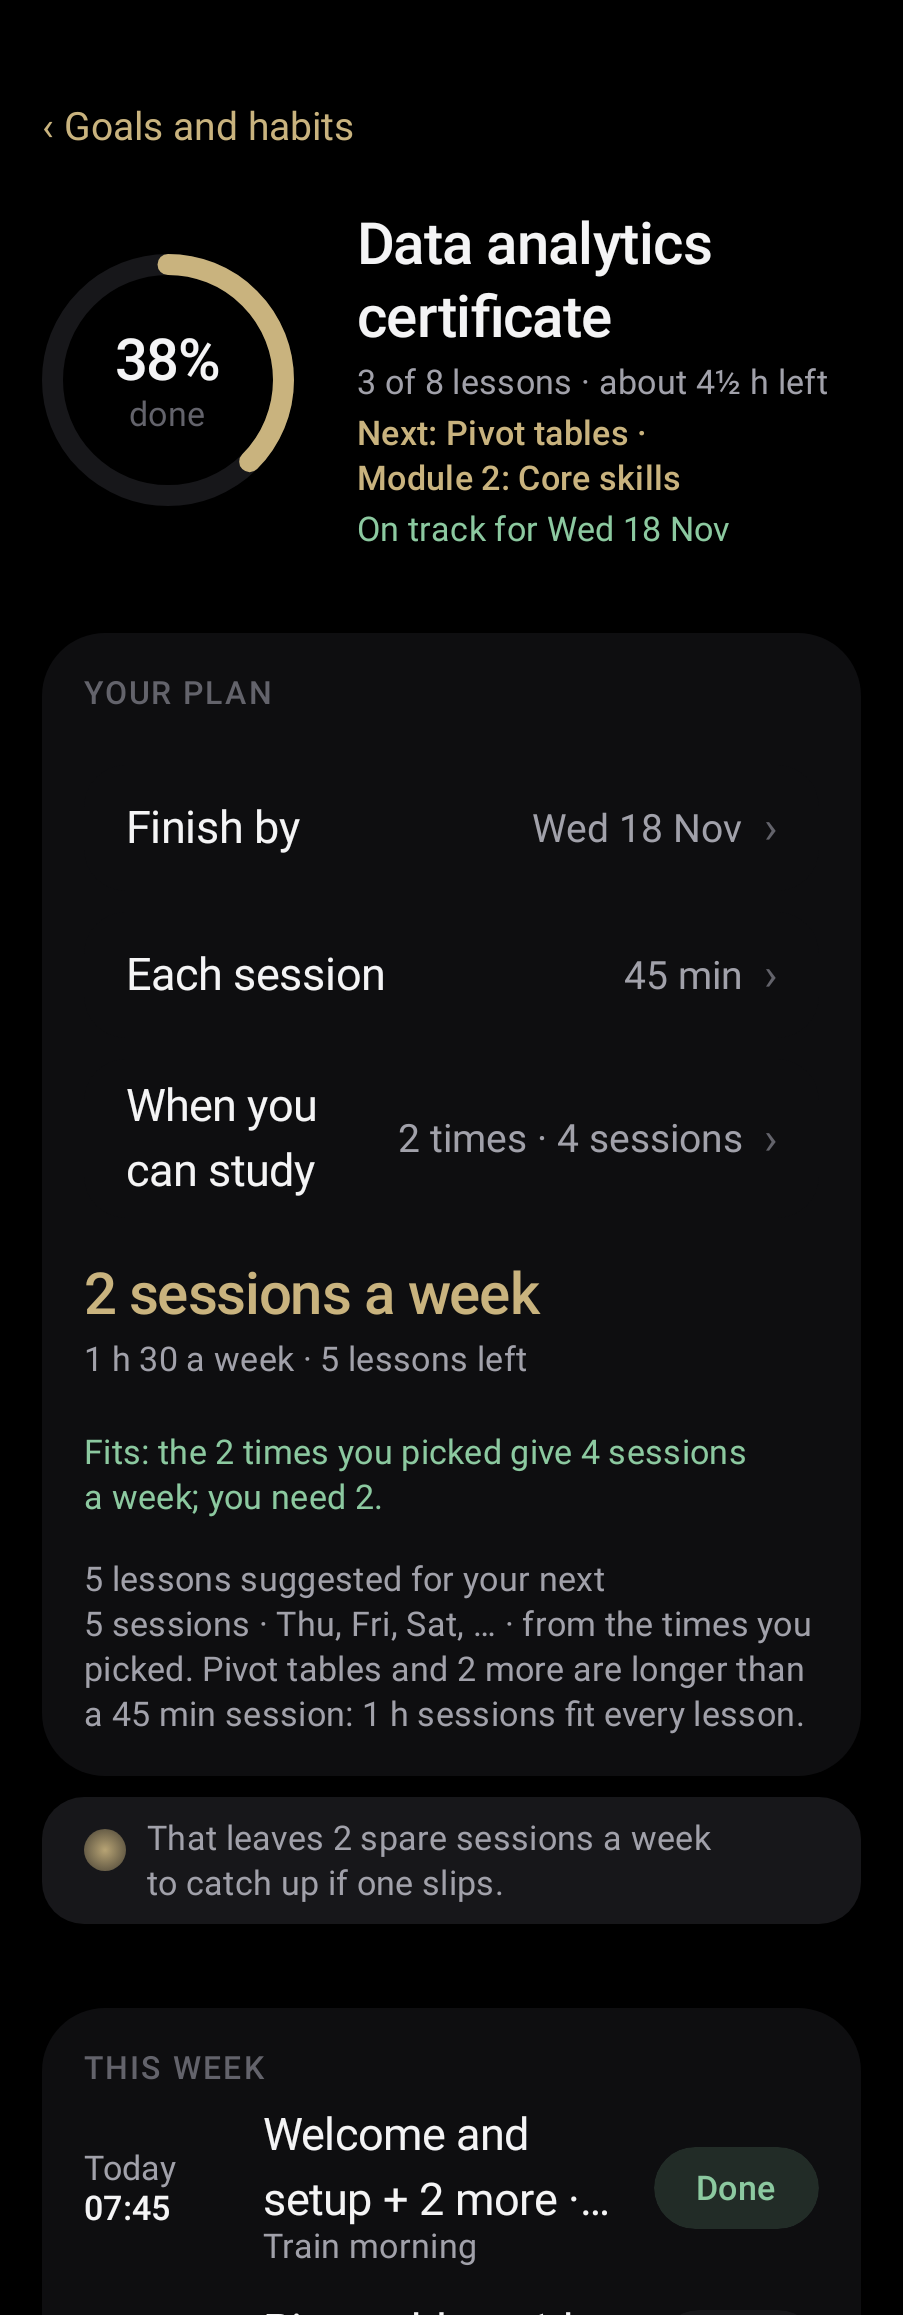 ‹ Goals and habits
38%
done
Data analytics
certificate
3 of 8 lessons · about 4½ h left
Next: Pivot tables ·
Module 2: Core skills
On track for Wed 18 Nov
YOUR PLAN
Finish by
Wed 18 Nov ›
Each session
45 min ›
When you
can study
2 times · 4 sessions ›
2 sessions a week
1 h 30 a week · 5 lessons left
Fits: the 2 times you picked give 4 sessions
a week; you need 2.
5 lessons suggested for your next
5 sessions · Thu, Fri, Sat, … · from the times you
picked. Pivot tables and 2 more are longer than
a 45 min session: 1 h sessions fit every lesson.
That leaves 2 spare sessions a week
to catch up if one slips.
THIS WEEK
Today
07:45
Welcome and
setup + 2 more ·…
Train morning
Done